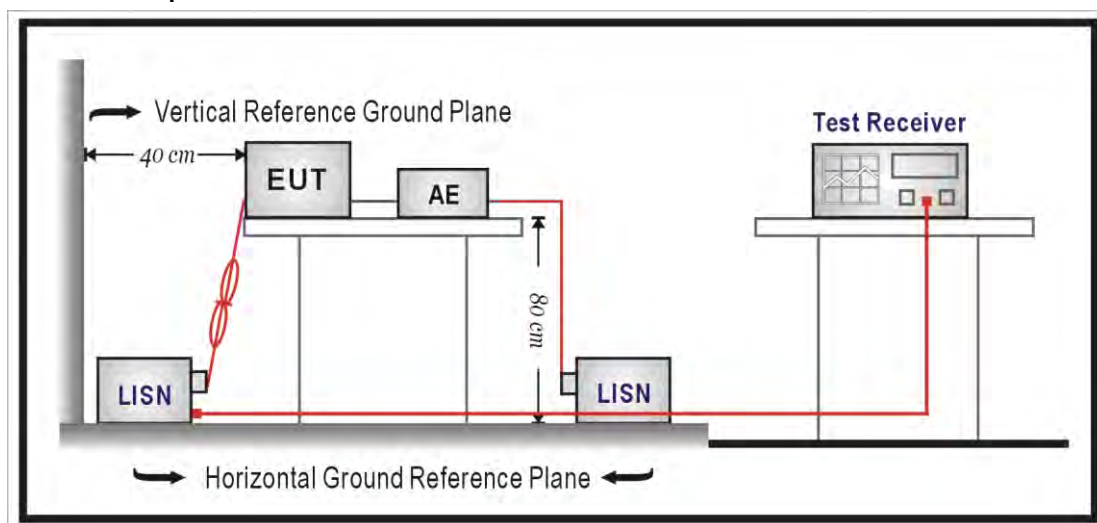 Vertical Reference Ground Plane
Test Receiver
40 cm
EUT
AE
80 cm
LISN
LISN
Horizontal Ground Reference Plane